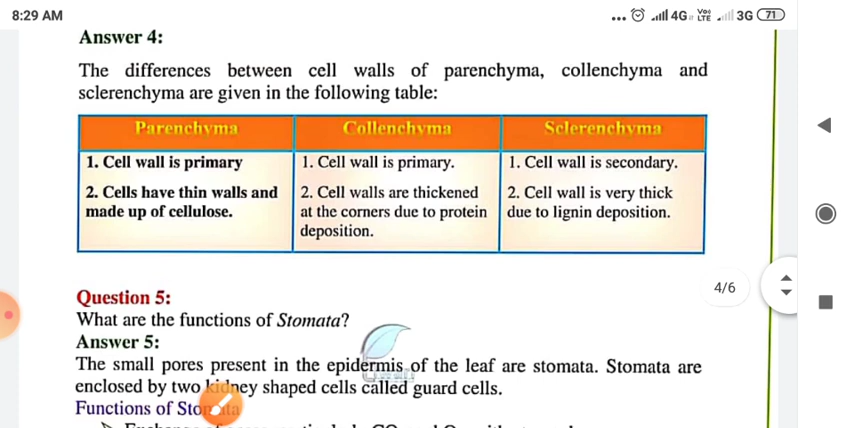 8:29 AM
... 4G Vo) LTE 3G 71
Answer 4:
The differences between cell walls of parenchyma, collenchyma and
sclerenchyma are given in the following table:
Parenchyma Collenchyma Sclerenchyma
1. Cell wall is primary 1. Cell wall is primary. 1. Cell wall is secondary.
2. Cells have thin walls and 2. Cell walls are thickened 2. Cell wall is very thick
made up of cellulose. at the corners due to protein due to lignin deposition.
deposition.
4/6
Question 5:
What are the functions of Stomata?
Answer 5:
The small pores present in the epidermis of the leaf are stomata. Stomata are
enclosed by two kidney shaped cells called guard cells.
Functions of Stomata